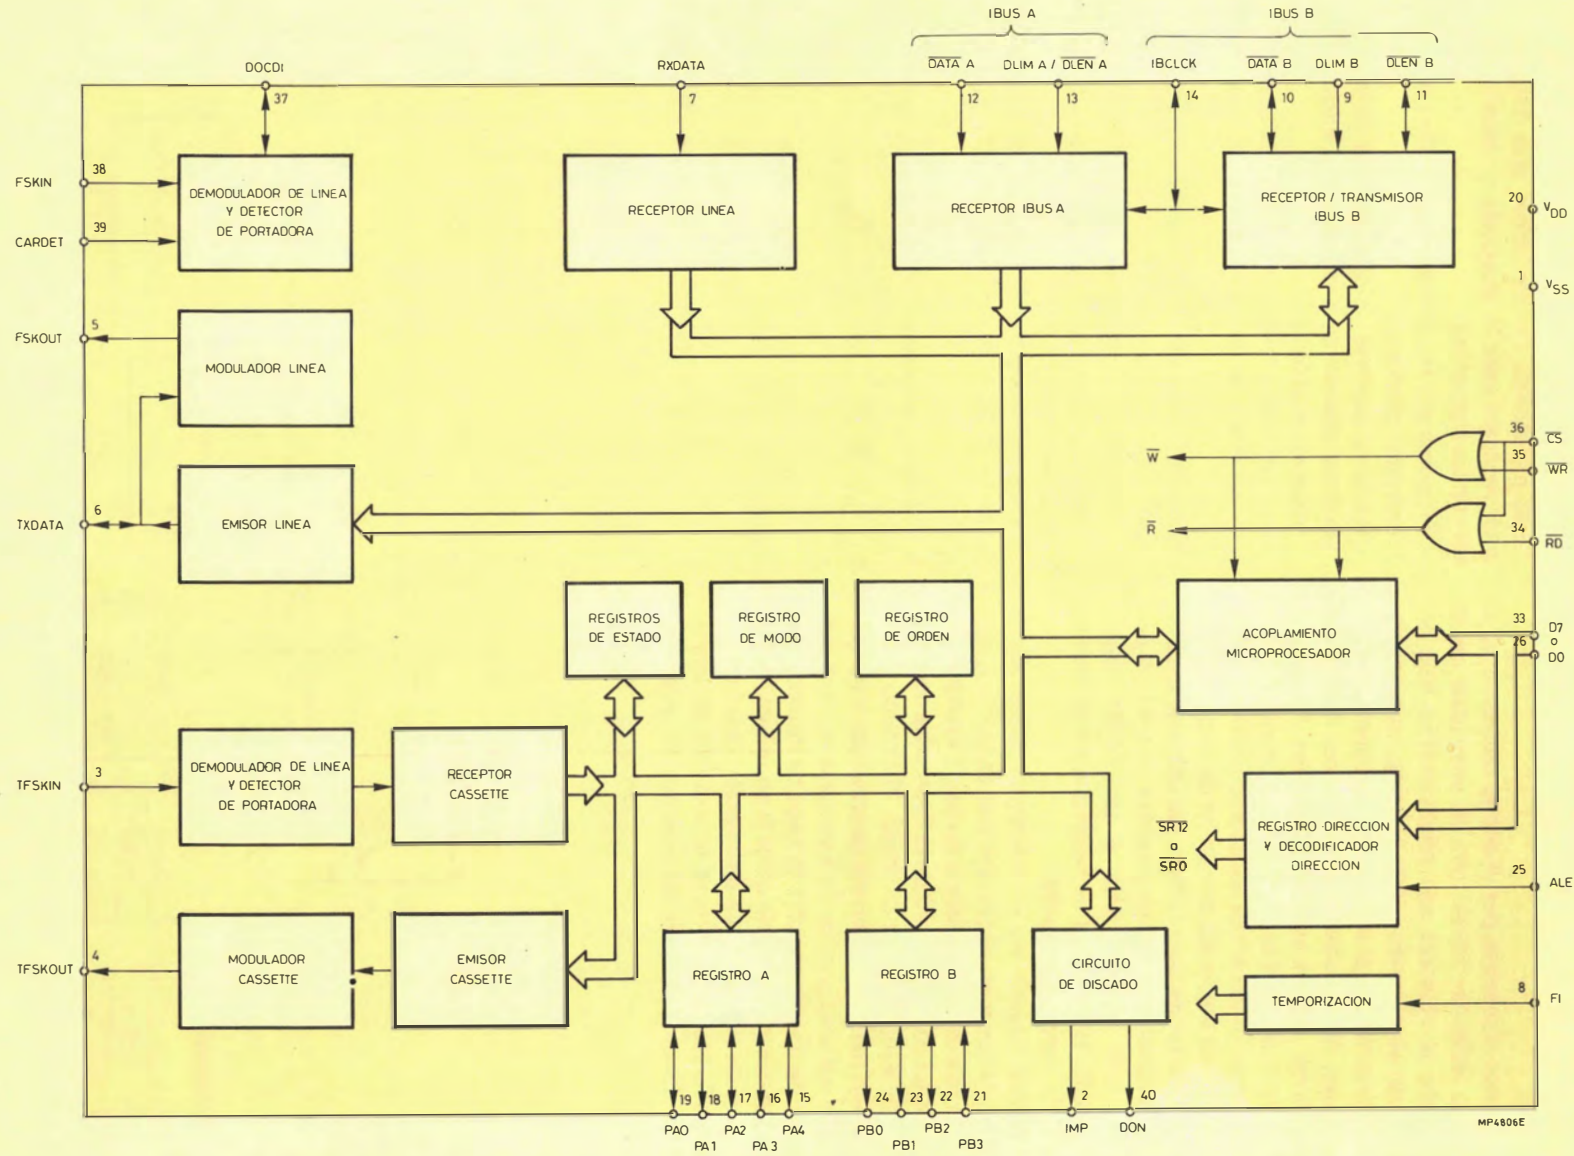 IBUS A
IBUS B
DOCDI
RXDATA
DATA A
DLIM A / DLEN A
IBCLCK
DATA B
DLIM B
DLEN B
37
7
12
13
14
10
9
11
FSKIN
38
CARDET
39
DEMODULADOR DE LINEA
Y DETECTOR
DE PORTADORA
RECEPTOR LINEA
RECEPTOR IBUS A
RECEPTOR / TRANSMISOR
IBUS B
20
VDD
1
VSS
FSKOUT
5
MODULADOR LINEA
36
CS
35
WR
W
TXDATA
6
EMISOR LINEA
R
34
RD
REGISTROS
DE ESTADO
REGISTRO
DE MODO
REGISTRO
DE ORDEN
ACOPLAMIENTO
MICROPROCESADOR
33
D7
o
26
D0
TFSKIN
3
DEMODULADOR DE LINEA
Y DETECTOR
DE PORTADORA
RECEPTOR
CASSETTE
SR12
o
SR0
REGISTRO DIRECCION
Y DECODIFICADOR
DIRECCION
25
ALE
TFSKOUT
4
MODULADOR
CASSETTE
EMISOR
CASSETTE
REGISTRO A
REGISTRO B
CIRCUITO
DE DISCADO
TEMPORIZACION
8
FI
19
18
17
16
15
24
23
22
21
2
40
PA0
PA1
PA2
PA3
PA4
PB0
PB1
PB2
PB3
IMP
DON
MP4806E